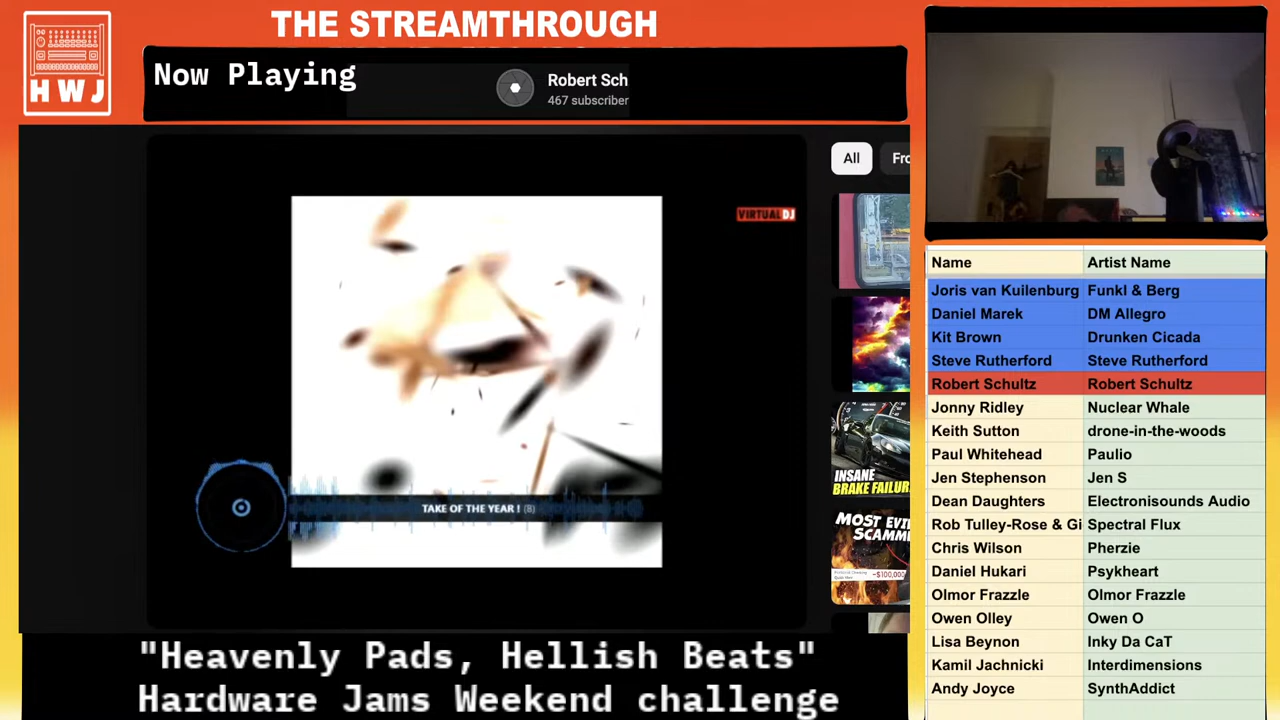 THE STREAMTHROUGH
HWJ
Now Playing
Robert Sch
467 subscriber
All
Fro
VIRTUALDJ
INSANE
BRAKE FAILUR
MOST EVI
SCAMM
-$100,000
TAKE OF THE YEAR ! (8)
"Heavenly Pads, Hellish Beats"
Hardware Jams Weekend challenge
Name Artist Name
Joris van Kuilenburg Funkl & Berg
Daniel Marek DM Allegro
Kit Brown Drunken Cicada
Steve Rutherford Steve Rutherford
Robert Schultz Robert Schultz
Jonny Ridley Nuclear Whale
Keith Sutton drone-in-the-woods
Paul Whitehead Paulio
Jen Stephenson Jen S
Dean Daughters Electronisounds Audio
Rob Tulley-Rose & Gi Spectral Flux
Chris Wilson Pherzie
Daniel Hukari Psykheart
Olmor Frazzle Olmor Frazzle
Owen Olley Owen O
Lisa Beynon Inky Da CaT
Kamil Jachnicki Interdimensions
Andy Joyce SynthAddict